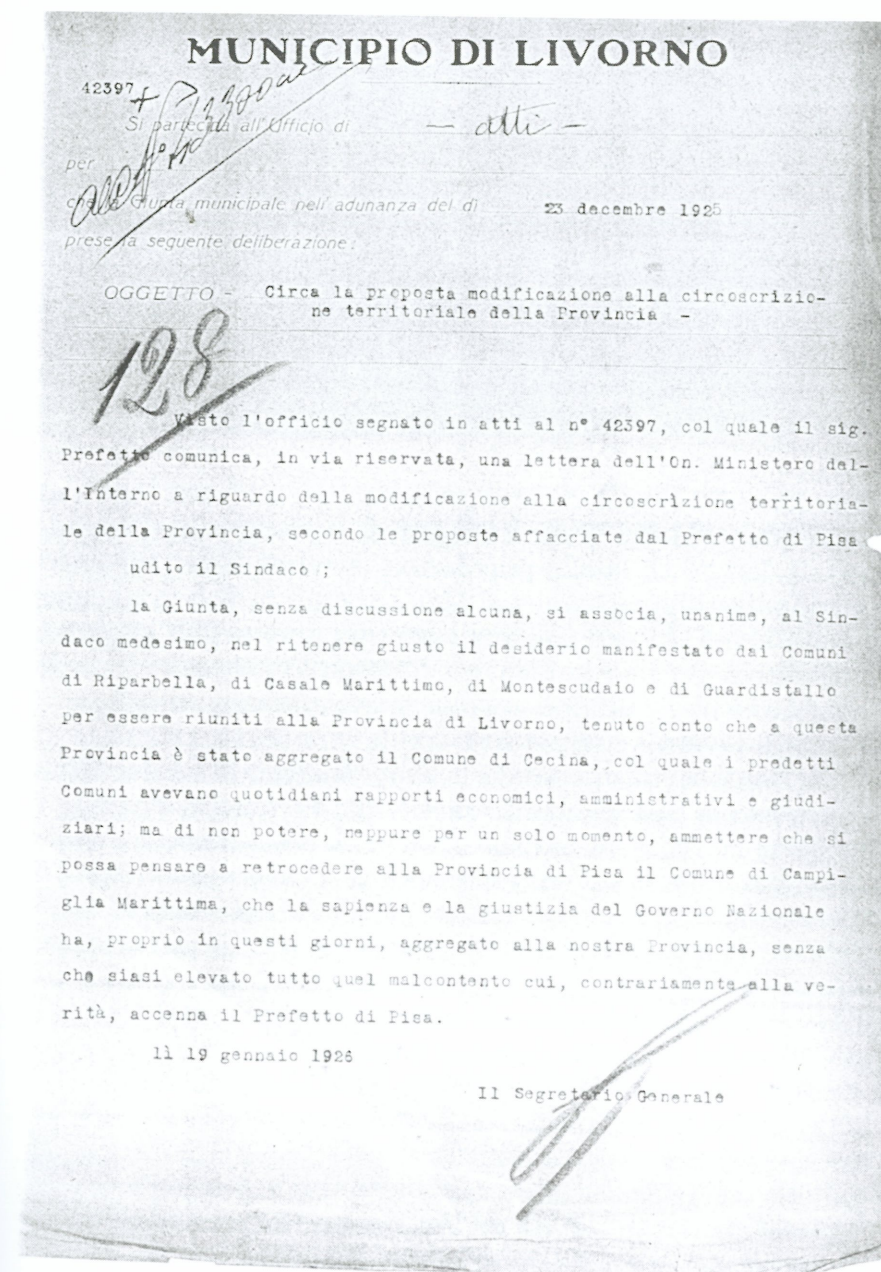 MUNICIPIO DI LIVORNO
42397
Si partecipa all'Ufficio di — atti —
per
che la Giunta municipale nell'adunanza del dì 23 decembre 1925
prese la seguente deliberazione:
OGGETTO - Circa la proposta modificazione alla circoscrizio-
ne territoriale della Provincia -
128
Visto l'officio segnato in atti al n° 42397, col quale il sig.
Prefetto comunica, in via riservata, una lettera dell'On. Ministero del-
l'Interno a riguardo della modificazione alla circoscrizione territoria-
le della Provincia, secondo le proposte affacciate dal Prefetto di Pisa
udito il Sindaco ;
la Giunta, senza discussione alcuna, si associa, unanime, al Sin-
daco medesimo, nel ritenere giusto il desiderio manifestato dai Comuni
di Riparbella, di Casale Marittimo, di Montescudaio e di Guardistallo
per essere riuniti alla Provincia di Livorno, tenuto conto che a questa
Provincia è stato aggregato il Comune di Cecina, col quale i predetti
Comuni avevano quotidiani rapporti economici, amministrativi e giudi-
ziari; ma di non potere, neppure per un solo momento, ammettere che si
possa pensare a retrocedere alla Provincia di Pisa il Comune di Campi-
glia Marittima, che la sapienza e la giustizia del Governo Nazionale
ha, proprio in questi giorni, aggregato alla nostra Provincia, senza
che siasi elevato tutto quel malcontento cui, contrariamente alla ve-
rità, accenna il Prefetto di Pisa.
lì 19 gennaio 1926
Il Segretario Generale